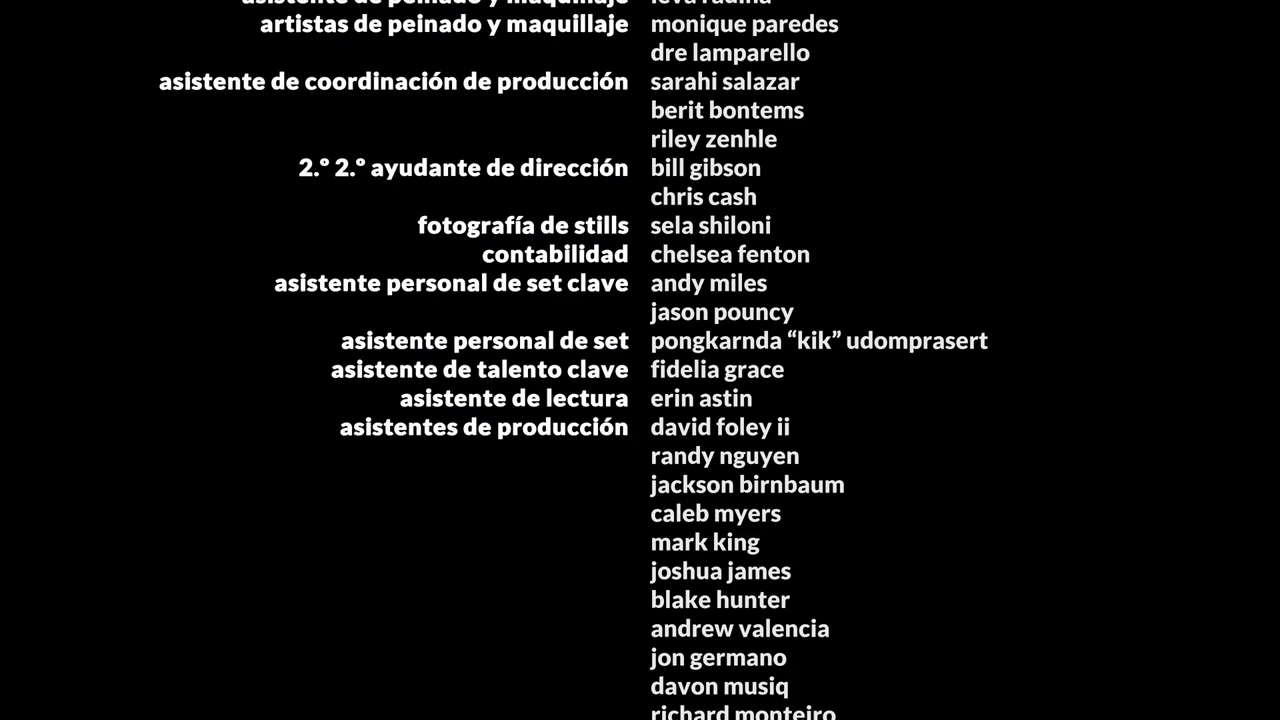 asistente de peinado y maquillaje ieva radina
artistas de peinado y maquillaje monique paredes
dre lamparello
asistente de coordinación de producción sarahi salazar
berit bontems
riley zenhle
2.º 2.º ayudante de dirección bill gibson
chris cash
fotografía de stills sela shiloni
contabilidad chelsea fenton
asistente personal de set clave andy miles
jason pouncy
asistente personal de set pongkarnda “kik” udomprasert
asistente de talento clave fidelia grace
asistente de lectura erin astin
asistentes de producción david foley ii
randy nguyen
jackson birnbaum
caleb myers
mark king
joshua james
blake hunter
andrew valencia
jon germano
davon musiq
richard monteiro